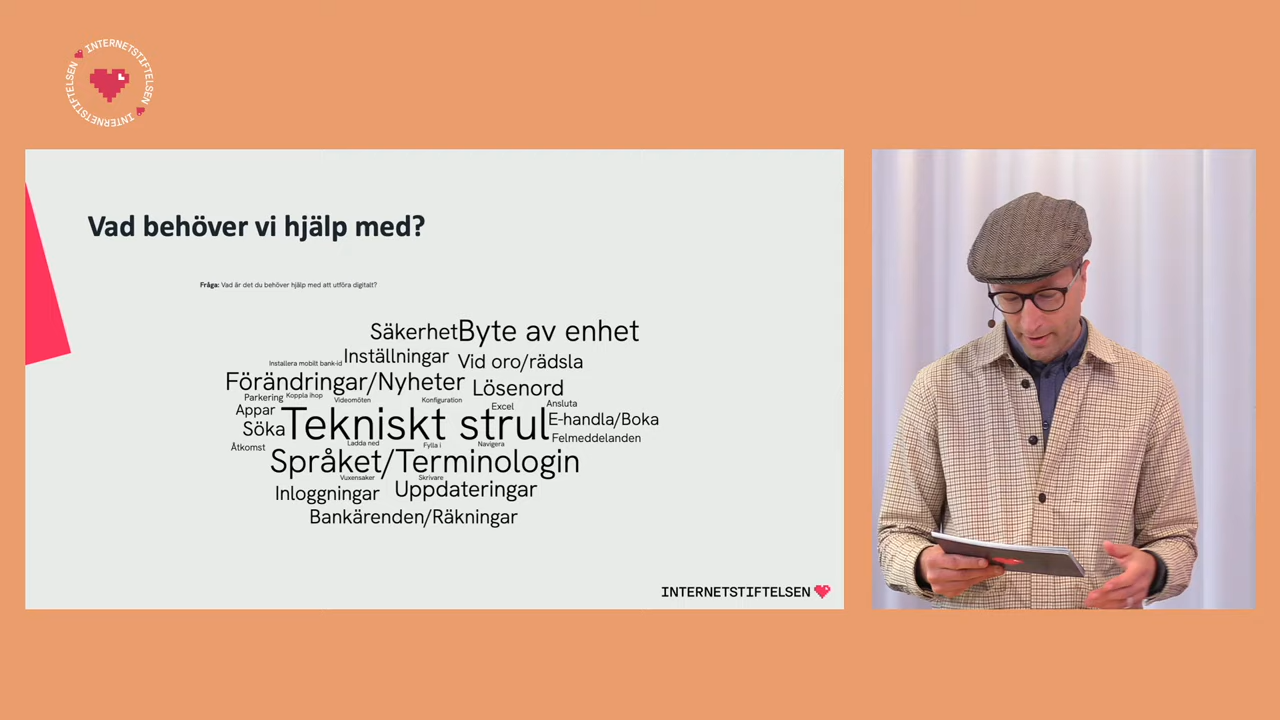 INTERNETSTIFTELSEN INTERNETSTIFTELSEN
Vad behöver vi hjälp med?
Fråga: Vad är det du behöver hjälp med att utföra digitalt?
Säkerhet Byte av enhet
Installera mobilt bank-id Inställningar Vid oro/rädsla
Förändringar/Nyheter Lösenord
Parkering Koppla ihop Videomöten Konfiguration Excel Ansluta
Appar Tekniskt strul E-handla/Boka
Söka Felmeddelanden
Åtkomst Ladda ned Fylla i Navigera
Språket/Terminologin
Vuxensaker Skrivare
Inloggningar Uppdateringar
Bankärenden/Räkningar
INTERNETSTIFTELSEN